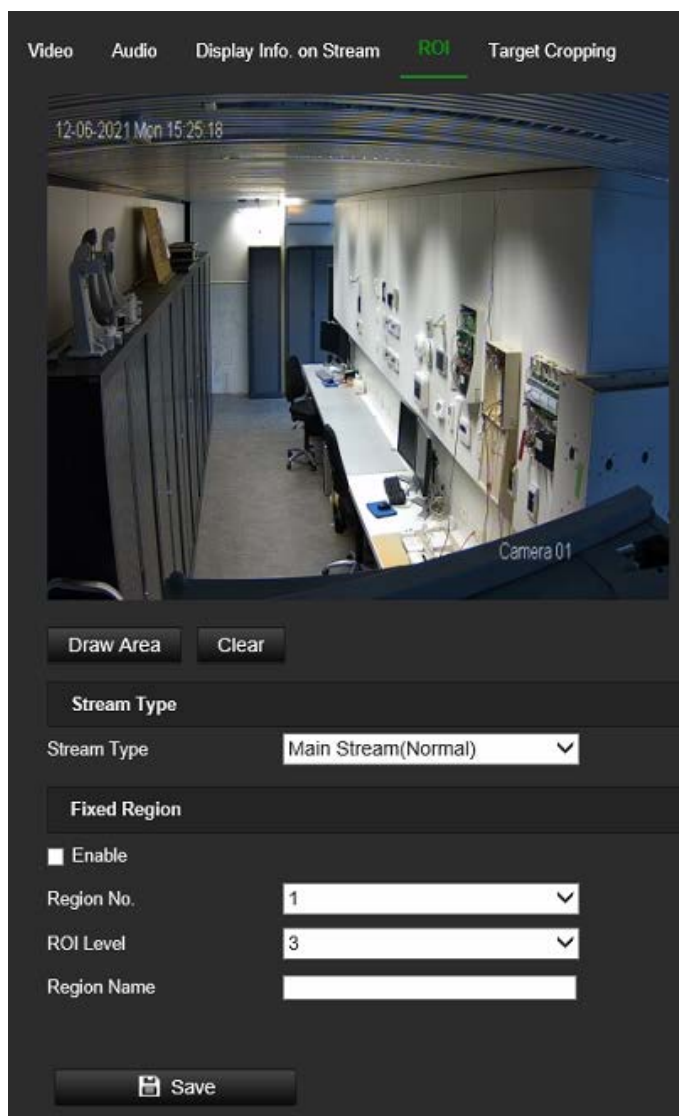 Video Audio Display Info. on Stream ROI Target Cropping
12-06-2021 Mon 15:25:18
Camera 01
Draw Area Clear
Stream Type
Stream Type Main Stream(Normal)
Fixed Region
Enable
Region No. 1
ROI Level 3
Region Name
Save